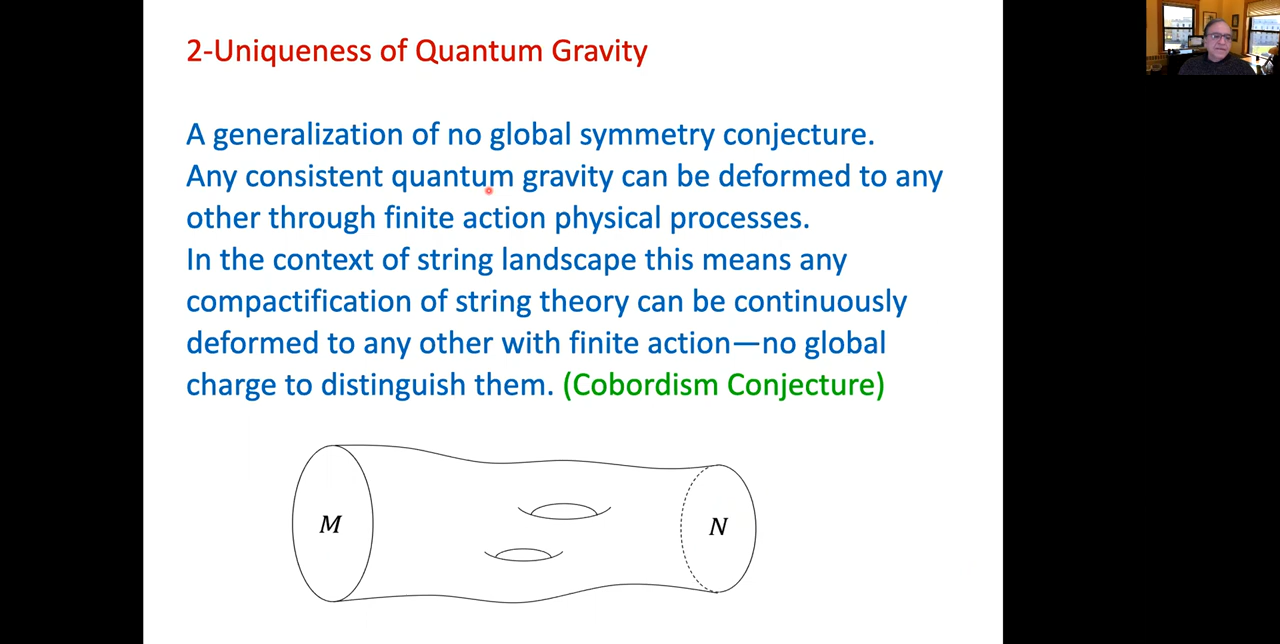 2-Uniqueness of Quantum Gravity
A generalization of no global symmetry conjecture.
Any consistent quantum gravity can be deformed to any
other through finite action physical processes.
In the context of string landscape this means any
compactification of string theory can be continuously
deformed to any other with finite action—no global
charge to distinguish them. (Cobordism Conjecture)
M
N